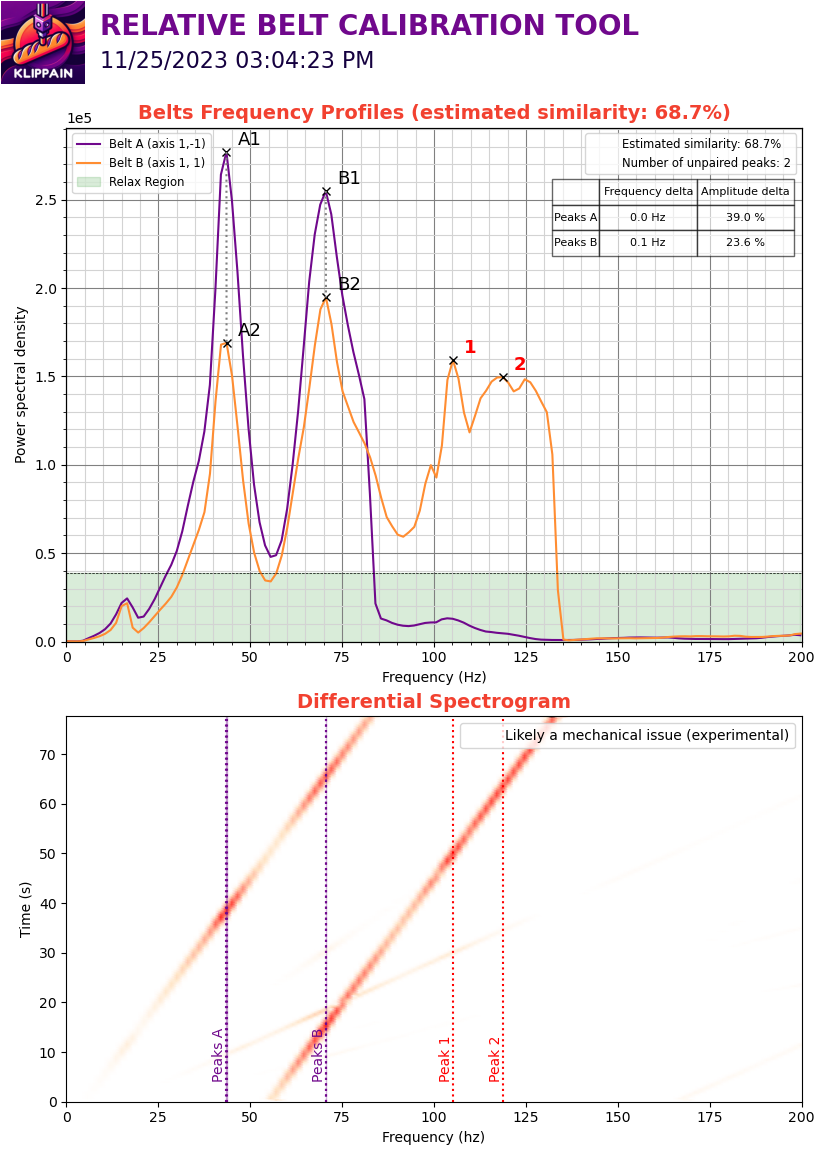 KLIPPAIN
RELATIVE BELT CALIBRATION TOOL
11/25/2023 03:04:23 PM
Belts Frequency Profiles (estimated similarity: 68.7%)
1e5
Belt A (axis 1,-1)
Belt B (axis 1, 1)
Relax Region
Estimated similarity: 68.7%
Number of unpaired peaks: 2
Frequency delta Amplitude delta
Peaks A 0.0 Hz 39.0 %
Peaks B 0.1 Hz 23.6 %
A1
B1
B2
A2
1
2
Power spectral density
2.5
2.0
1.5
1.0
0.5
0.0
0 25 50 75 100 125 150 175 200
Frequency (Hz)
Differential Spectrogram
Likely a mechanical issue (experimental)
Time (s)
70
60
50
40
30
20
10
0
Peaks A
Peaks B
Peak 1
Peak 2
0 25 50 75 100 125 150 175 200
Frequency (hz)